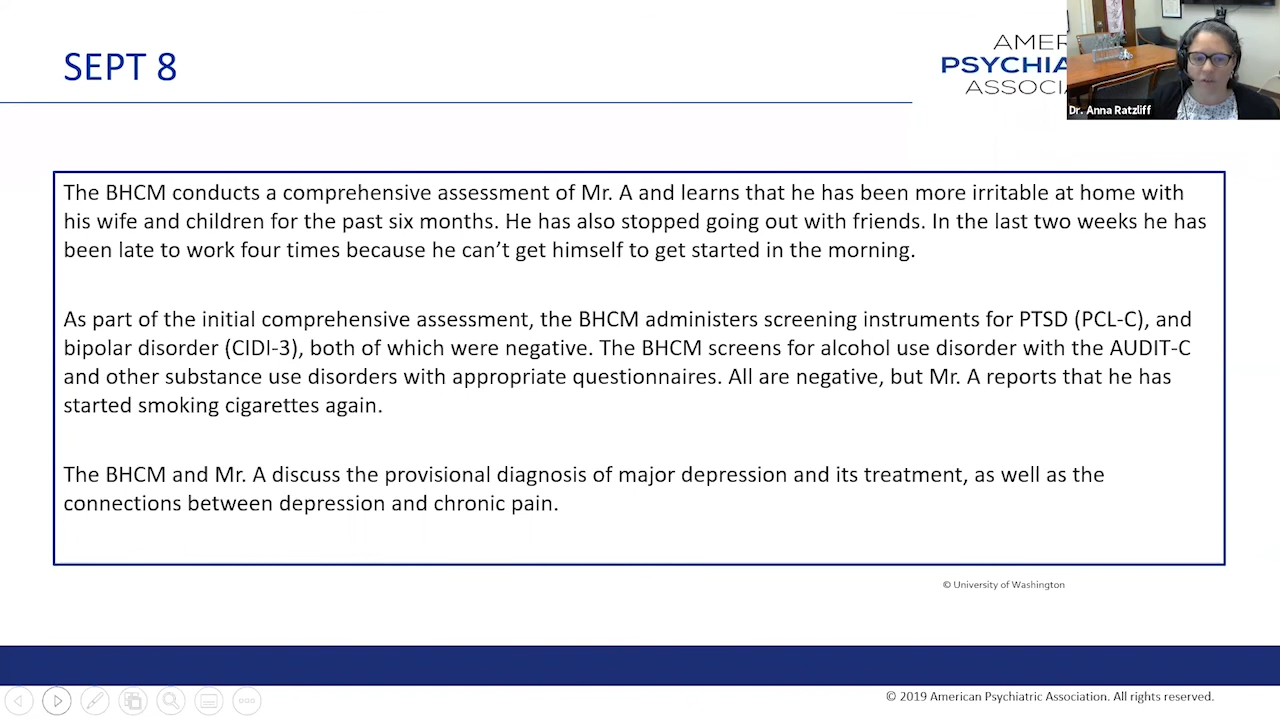 SEPT 8
AMER
PSYCHIA
ASSOCIA
Dr. Anna Ratzliff
The BHCM conducts a comprehensive assessment of Mr. A and learns that he has been more irritable at home with
his wife and children for the past six months. He has also stopped going out with friends. In the last two weeks he has
been late to work four times because he can’t get himself to get started in the morning.
As part of the initial comprehensive assessment, the BHCM administers screening instruments for PTSD (PCL-C), and
bipolar disorder (CIDI-3), both of which were negative. The BHCM screens for alcohol use disorder with the AUDIT-C
and other substance use disorders with appropriate questionnaires. All are negative, but Mr. A reports that he has
started smoking cigarettes again.
The BHCM and Mr. A discuss the provisional diagnosis of major depression and its treatment, as well as the
connections between depression and chronic pain.
© University of Washington
© 2019 American Psychiatric Association. All rights reserved.